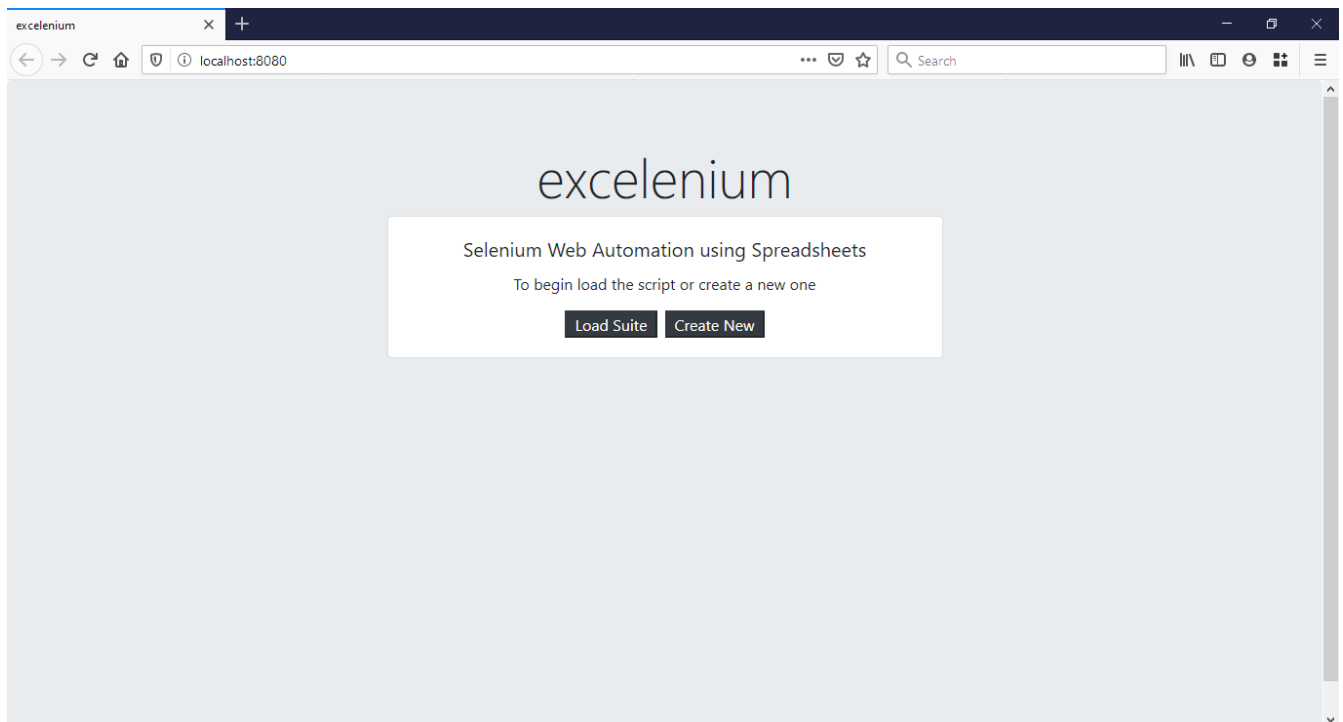 excelenium
localhost:8080
Search
excelenium
Selenium Web Automation using Spreadsheets
To begin load the script or create a new one
Load Suite Create New